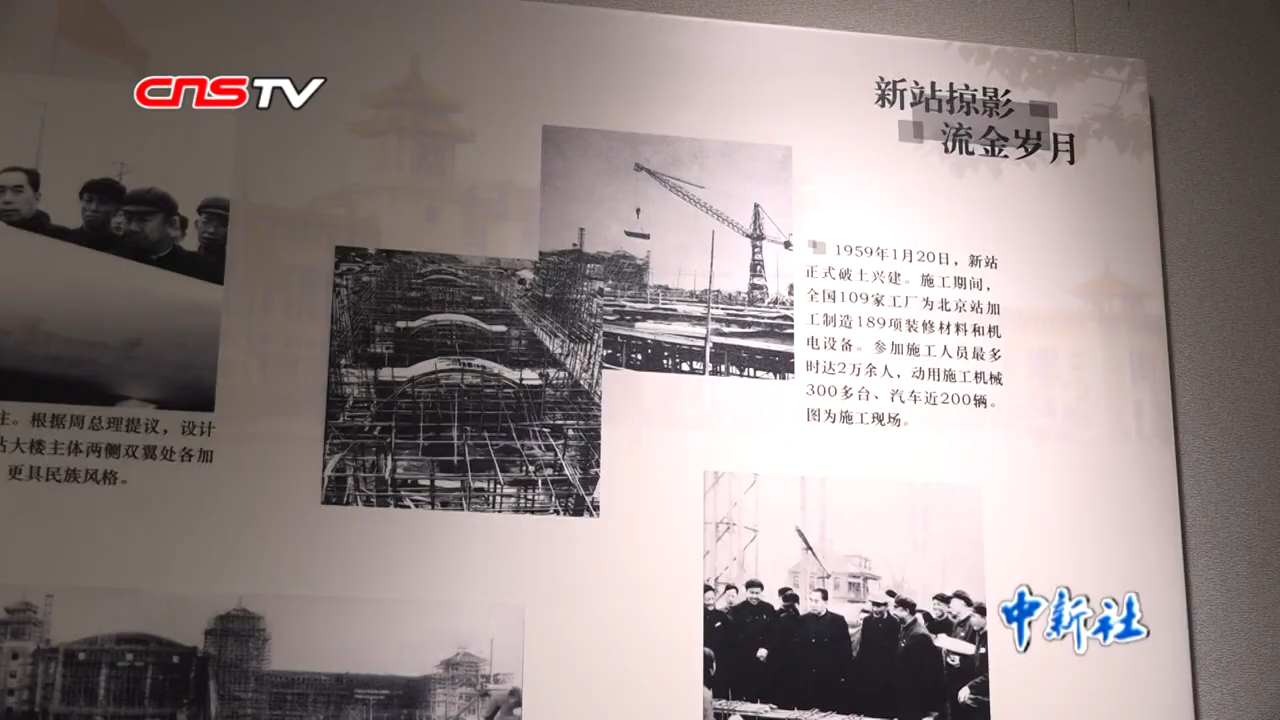 CNSTV
新站掠影
流金岁月
1959年1月20日，新站
正式破土兴建。施工期间，
全国109家工厂为北京站加
工制造189项装修材料和机
电设备。参加施工人员最多
时达2万余人，动用施工机械
300多台、汽车近200辆。
图为施工现场。
注。根据周总理提议，设计
站大楼主体两侧双翼处各加
更具民族风格。
中新社